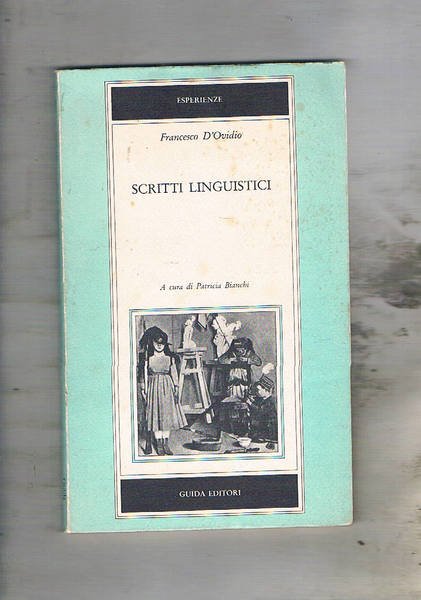 ESPERIENZE
Francesco D'Ovidio
SCRITTI LINGUISTICI
A cura di Patricia Bianchi
GUIDA EDITORI